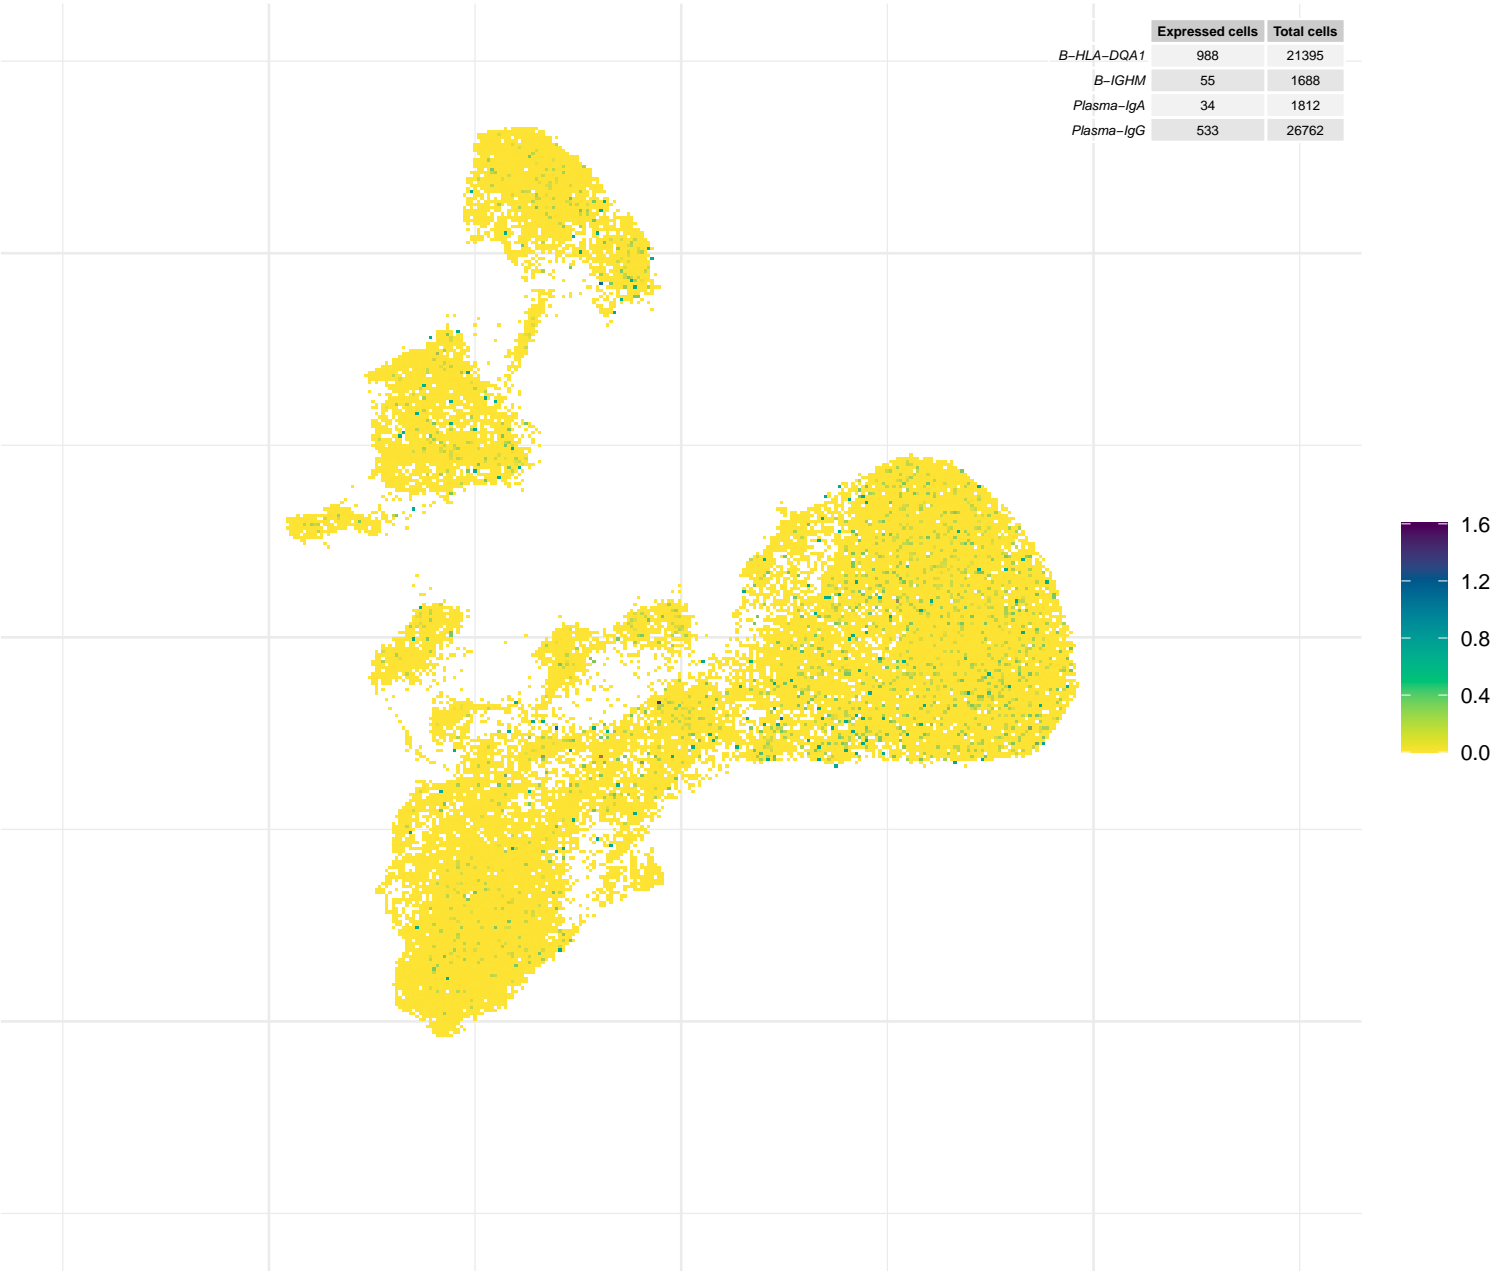 Expressed cells Total cells
B−HLA−DQA1 988 21395
B−IGHM 55 1688
Plasma−IgA 34 1812
Plasma−IgG 533 26762
1.6
1.2
0.8
0.4
0.0